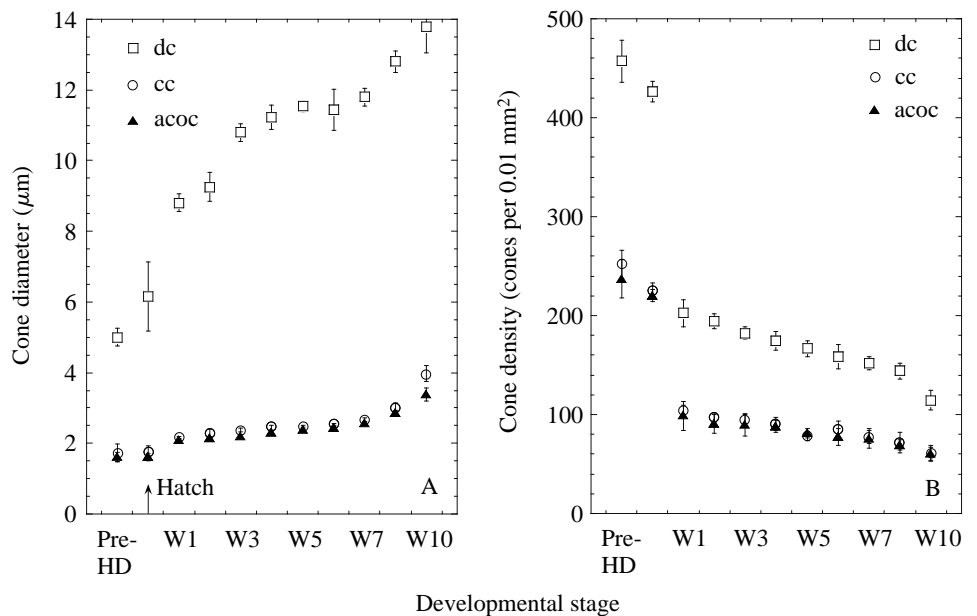 14
12
10
8
6
4
2
0
Cone diameter (μm)
dc
cc
acoc
Hatch
A
Pre-
HD
W1
W3
W5
W7
W10
500
400
300
200
100
0
Cone density (cones per 0.01 mm²)
dc
cc
acoc
B
Pre-
HD
W1
W3
W5
W7
W10
Developmental stage